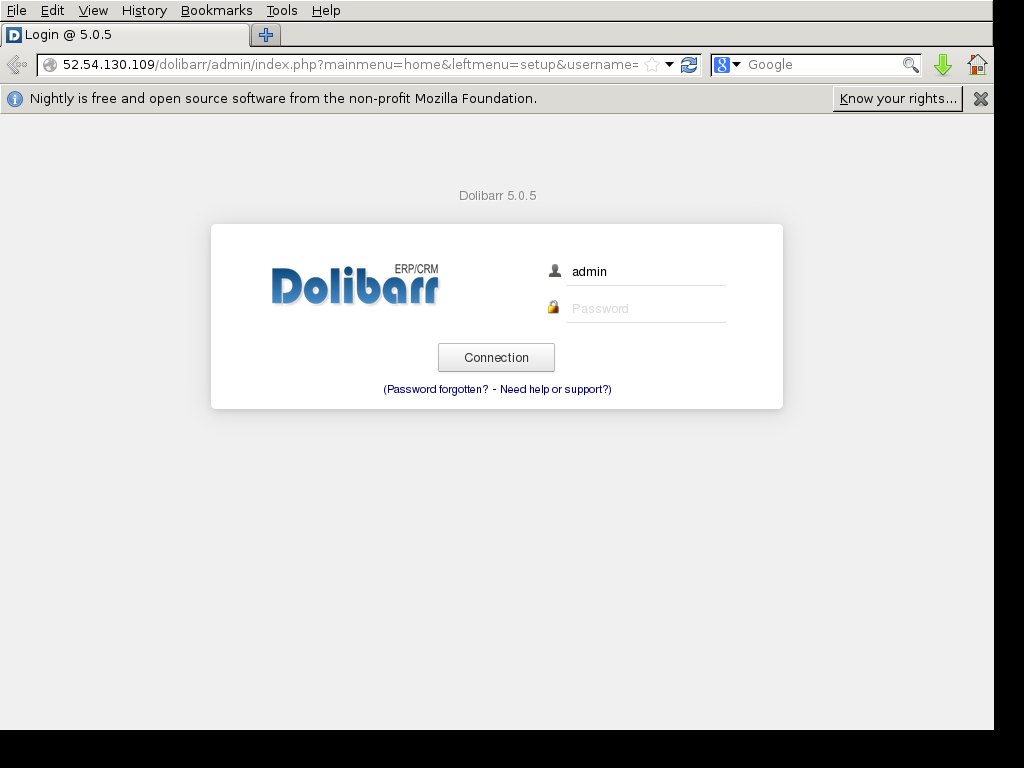 File Edit View History Bookmarks Tools Help
Login @ 5.0.5
52.54.130.109/dolibarr/admin/index.php?mainmenu=home&leftmenu=setup&username= Google
Nightly is free and open source software from the non-profit Mozilla Foundation. Know your rights...
Dolibarr 5.0.5
ERP/CRM
Dolibarr
admin
Password
Connection
(Password forgotten? - Need help or support?)